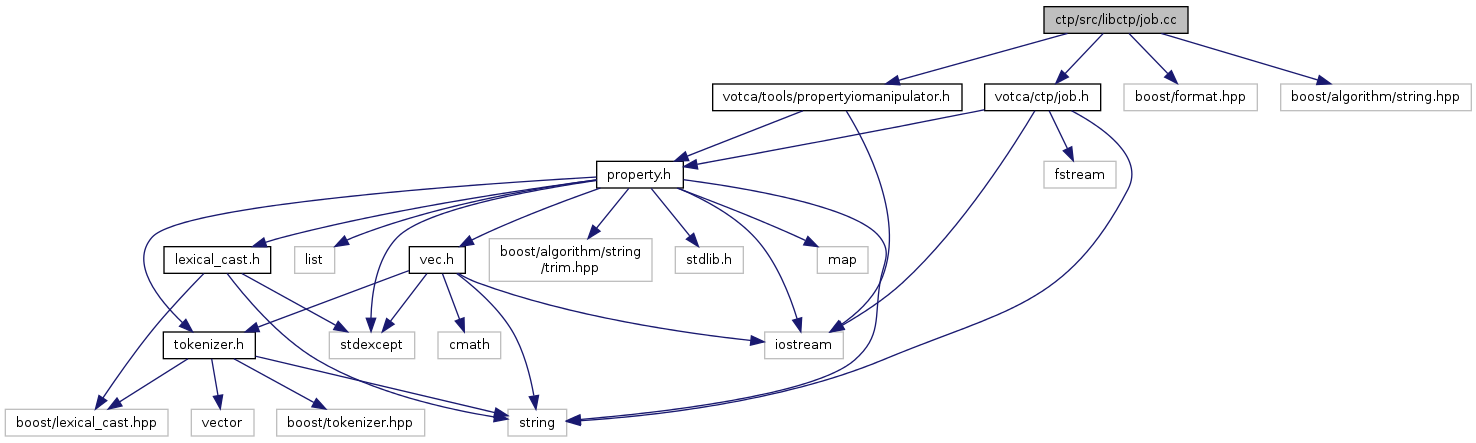 ctp/src/libctp/job.cc
votca/tools/propertyiomanipulator.h
votca/ctp/job.h
boost/format.hpp
boost/algorithm/string.hpp
property.h
fstream
lexical_cast.h
list
vec.h
boost/algorithm/string
/trim.hpp
stdlib.h
map
tokenizer.h
stdexcept
cmath
iostream
boost/lexical_cast.hpp
vector
boost/tokenizer.hpp
string